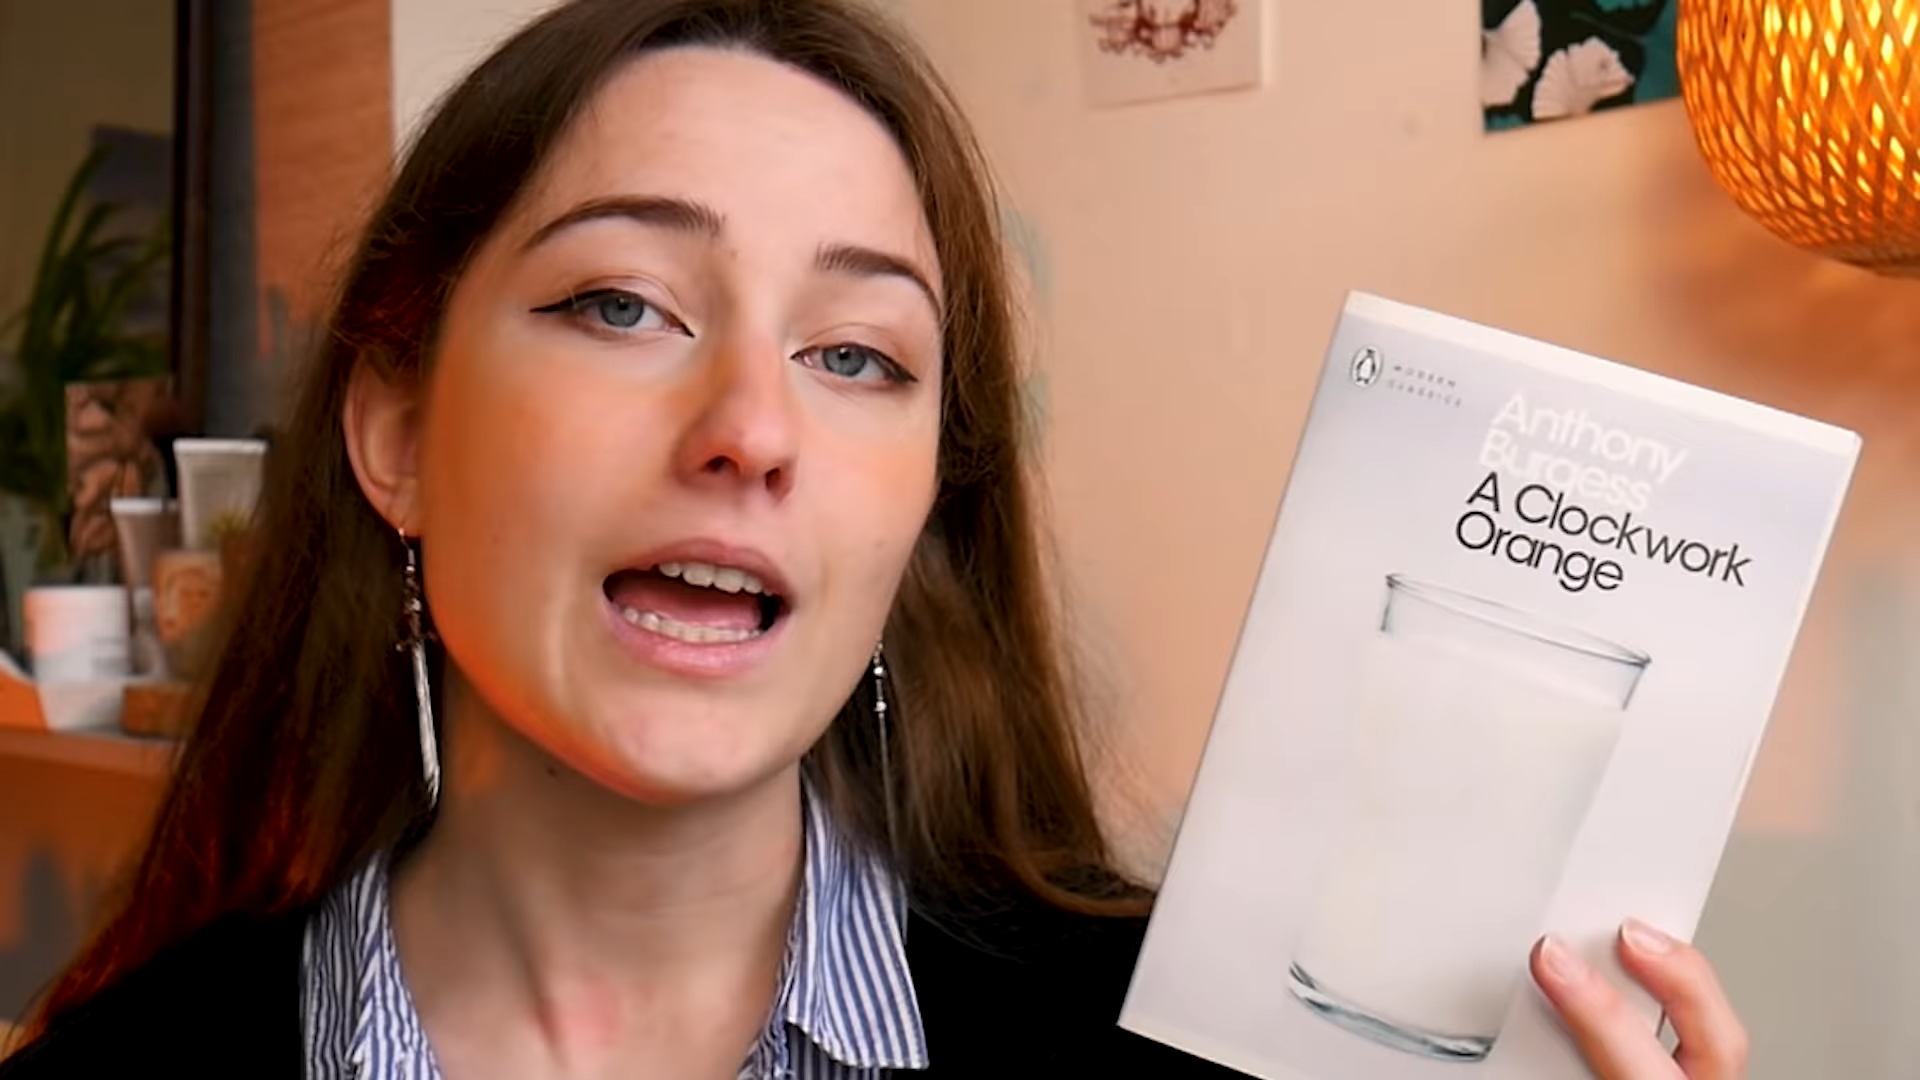 MODERN
CLASSICS
Anthony
Burgess
A Clockwork
Orange